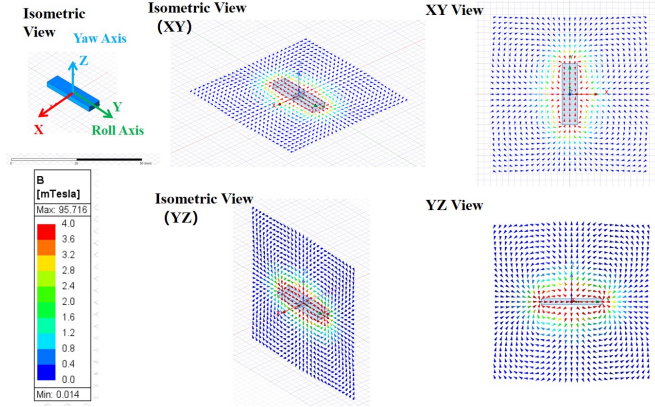 Isometric
View
Yaw Axis
Z
Y
X
Roll Axis
Isometric View
(XY)
XY View
B
[mTesla]
Max: 95.716
4.0
3.6
3.2
2.8
2.4
2.0
1.6
1.2
0.8
0.4
0.0
Min: 0.014
Isometric View
(YZ)
YZ View